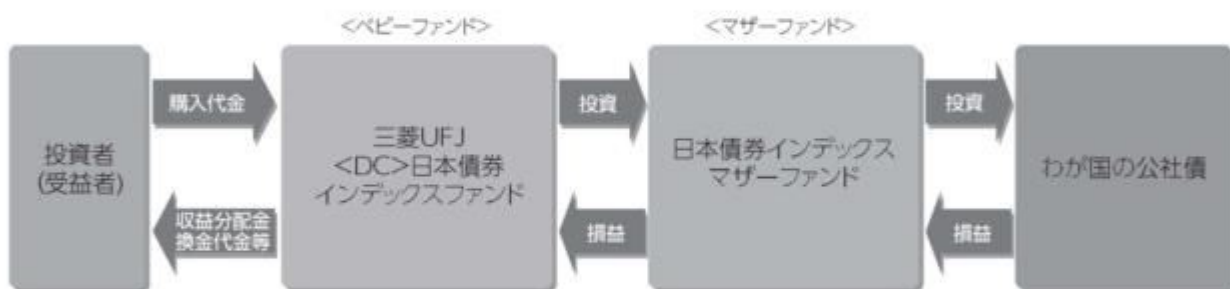 <ベビーファンド>
<マザーファンド>
投資者
(受益者)
購入代金
収益分配金
換金代金等
三菱UFJ
<DC>日本債券
インデックスファンド
投資
損益
日本債券インデックス
マザーファンド
投資
損益
わが国の公社債